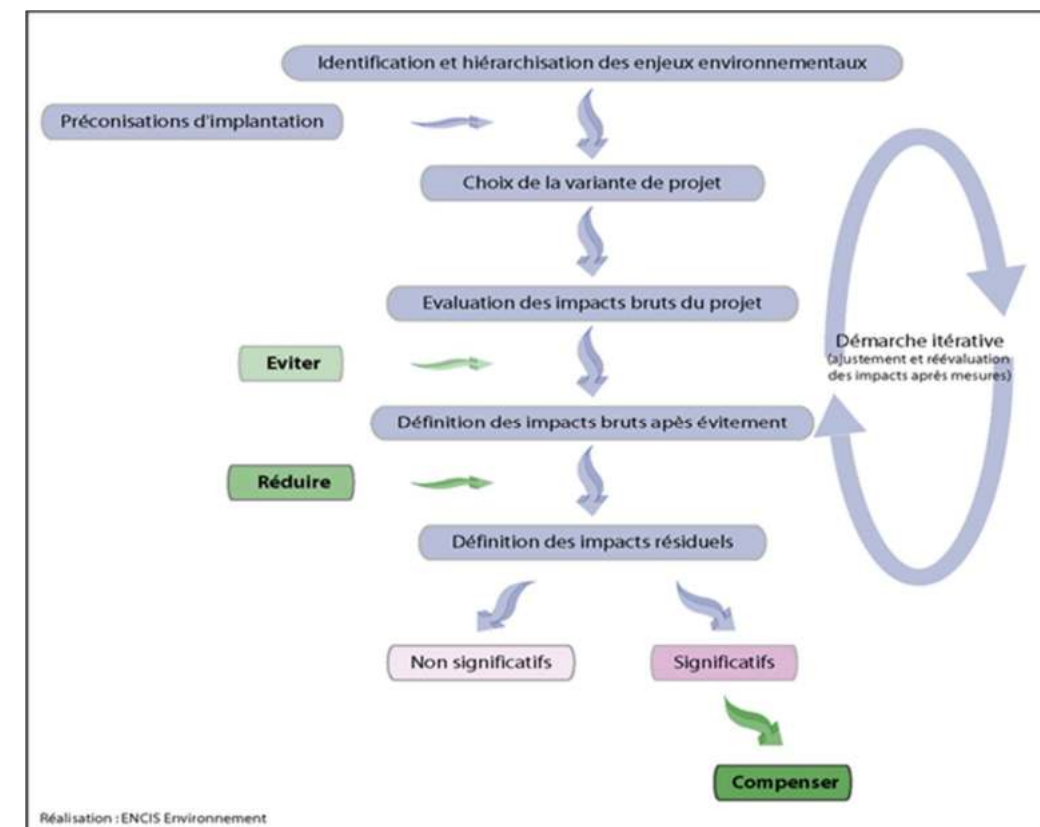 Identification et hiérarchisation des enjeux environnementaux
Préconisations d'implantation
Choix de la variante de projet
Evaluation des impacts bruts du projet
Démarche itérative
(ajustement et réévaluation
des impacts après mesures)
Eviter
Définition des impacts bruts apès évitement
Réduire
Définition des impacts résiduels
Non significatifs
Significatifs
Compenser
Réalisation : ENCIS Environnement